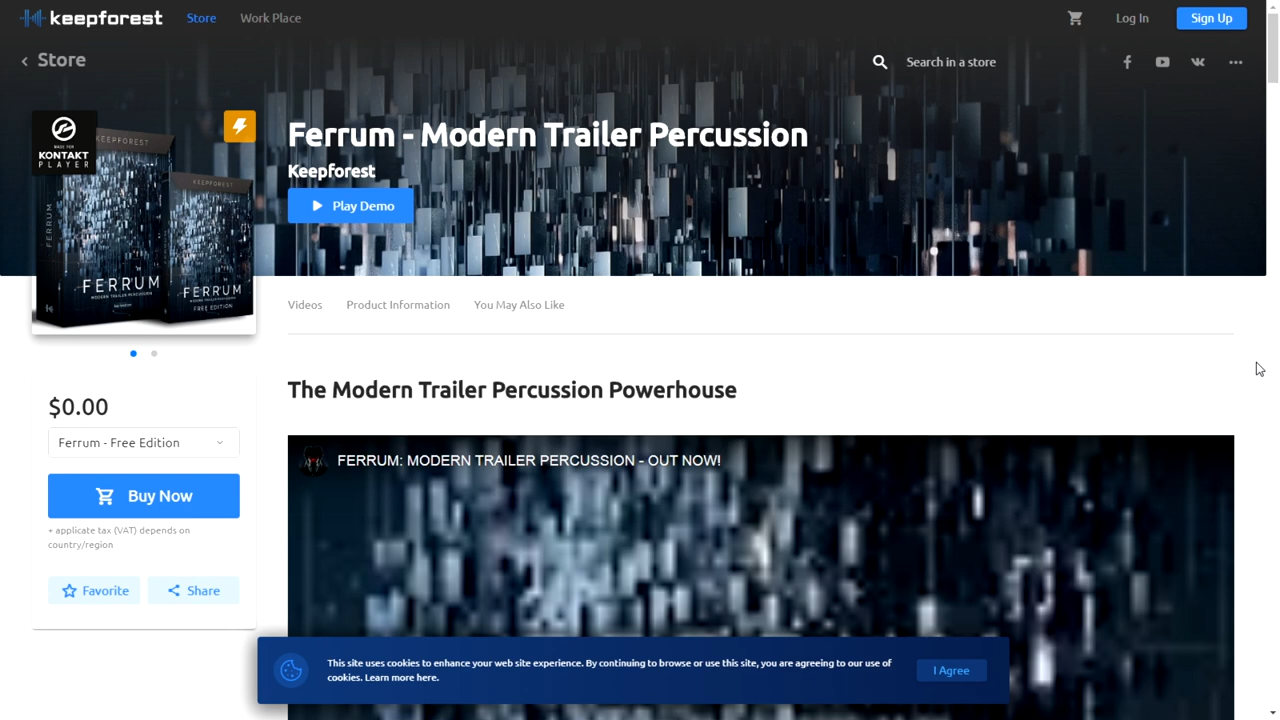 keepforest
Store
Work Place
Log In
Sign Up
Store
Search in a store
MADE FOR
KONTAKT
PLAYER
KEEPFOREST
KEEPFOREST
FERRUM
FERRUM
MODERN TRAILER PERCUSSION
FERRUM
FREE EDITION
Ferrum - Modern Trailer Percussion
Keepforest
Play Demo
Videos
Product Information
You May Also Like
The Modern Trailer Percussion Powerhouse
$0.00
Ferrum - Free Edition
Buy Now
+ applicate tax (VAT) depends on
country/region
Favorite
Share
FERRUM: MODERN TRAILER PERCUSSION - OUT NOW!
This site uses cookies to enhance your web site experience. By continuing to browse or use this site, you are agreeing to our use of
cookies. Learn more here.
I Agree